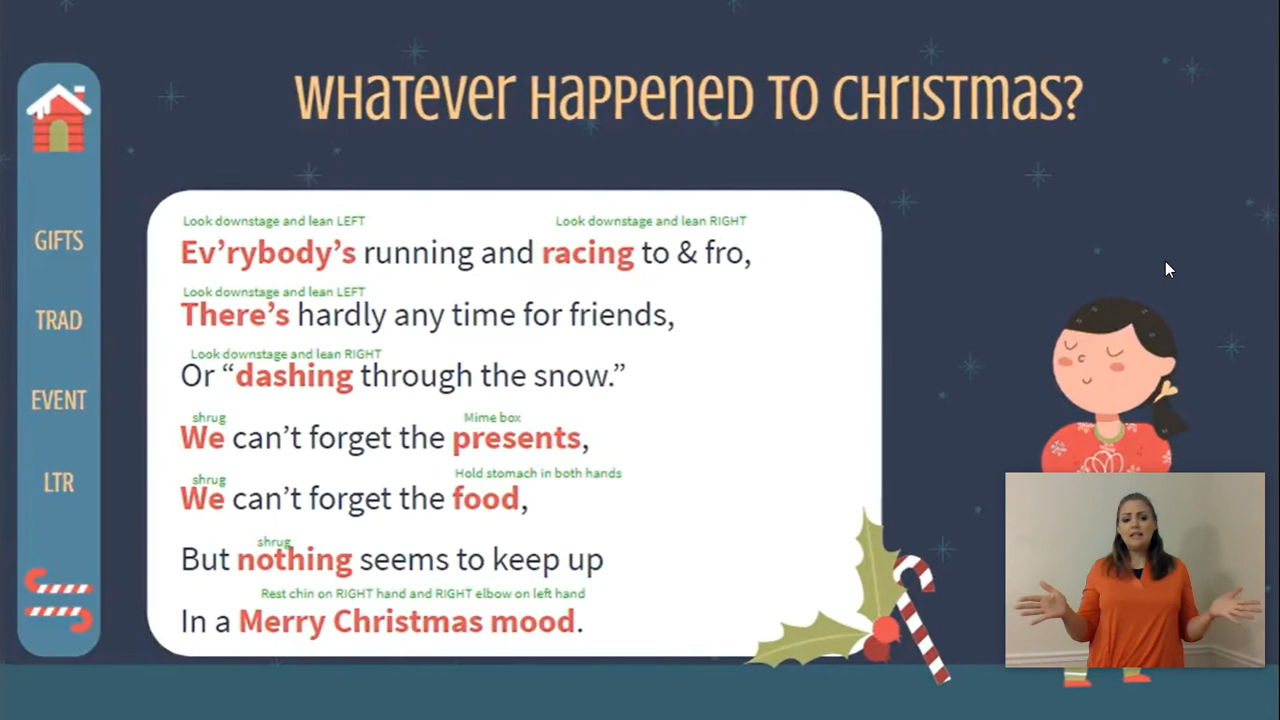 WHATEVER HAPPENED TO CHRISTMAS?
GIFTS
TRAD
EVENT
LTR
Look downstage and lean LEFT Look downstage and lean RIGHT
Ev’rybody’s running and racing to & fro,
Look downstage and lean LEFT
There’s hardly any time for friends,
Look downstage and lean RIGHT
Or “dashing through the snow.”
shrug Mime box
We can’t forget the presents,
shrug Hold stomach in both hands
We can’t forget the food,
shrug
But nothing seems to keep up
Rest chin on RIGHT hand and RIGHT elbow on left hand
In a Merry Christmas mood.